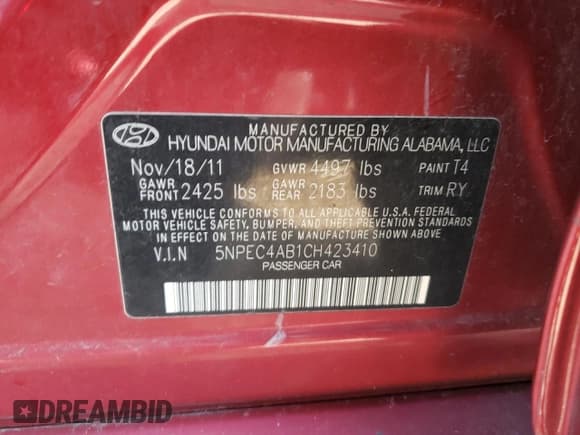 MANUFACTURED BY
HYUNDAI MOTOR MANUFACTURING ALABAMA, LLC
Nov/18/11 GVWR 4497 lbs PAINT T4
GAWR FRONT 2425 lbs GAWR REAR 2183 lbs TRIM RY
THIS VEHICLE CONFORMS TO ALL APPLICABLE U.S.A. FEDERAL
MOTOR VEHICLE SAFETY, BUMPER, AND THEFT PREVENTION STANDARDS
IN EFFECT ON THE DATE OF MANUFACTURE SHOWN ABOVE.
V.I.N 5NPEC4AB1CH423410
PASSENGER CAR
DREAMBID